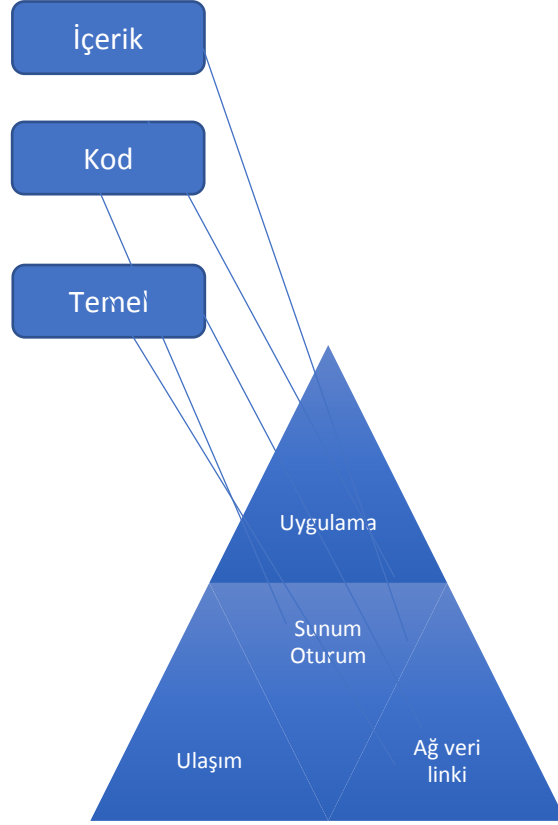 İçerik
Kod
Temel
Uygulama
Sunum
Oturum
Ulaşım
Ağ veri
linki